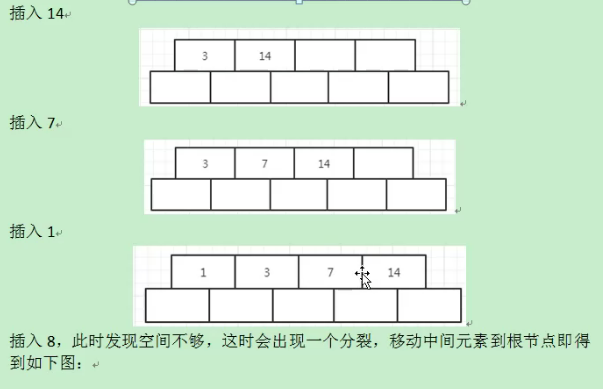 插入 14
3 14
插入 7
3 7 14
插入 1
1 3 7 14
插入 8，此时发现空间不够，这时会出现一个分裂，移动中间元素到根节点即得
到如下图：